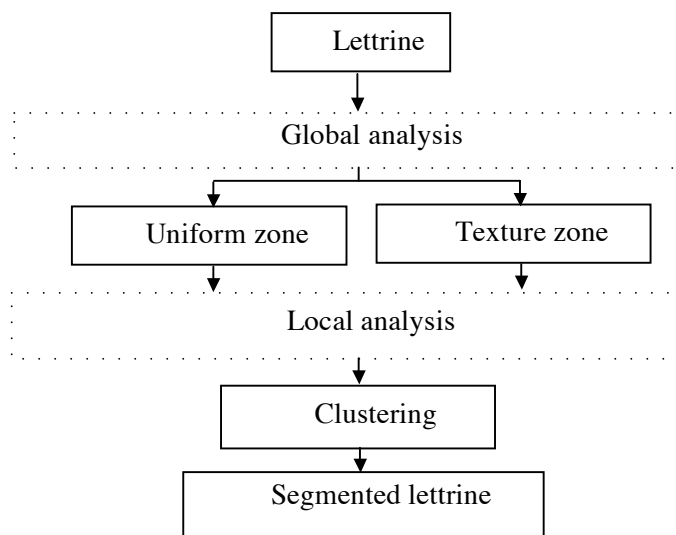 Lettrine
Global analysis
Uniform zone
Texture zone
Local analysis
Clustering
Segmented lettrine